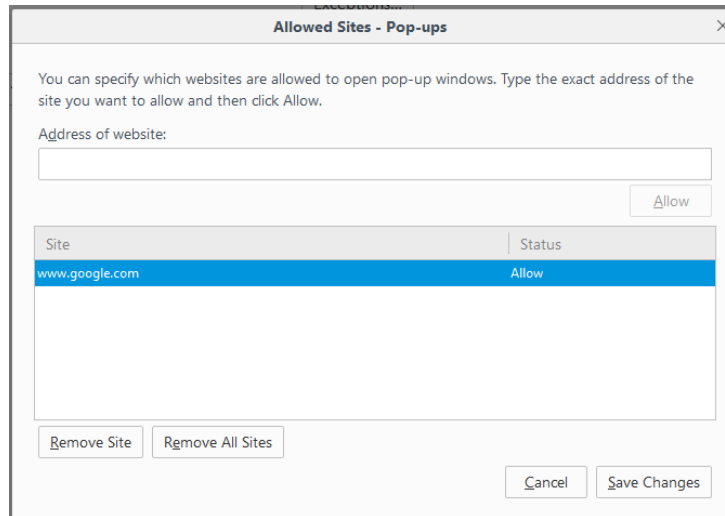 Exceptions...
Allowed Sites - Pop-ups
You can specify which websites are allowed to open pop-up windows. Type the exact address of the
site you want to allow and then click Allow.
Address of website:
Allow
Site Status
www.google.com Allow
Remove Site Remove All Sites
Cancel Save Changes